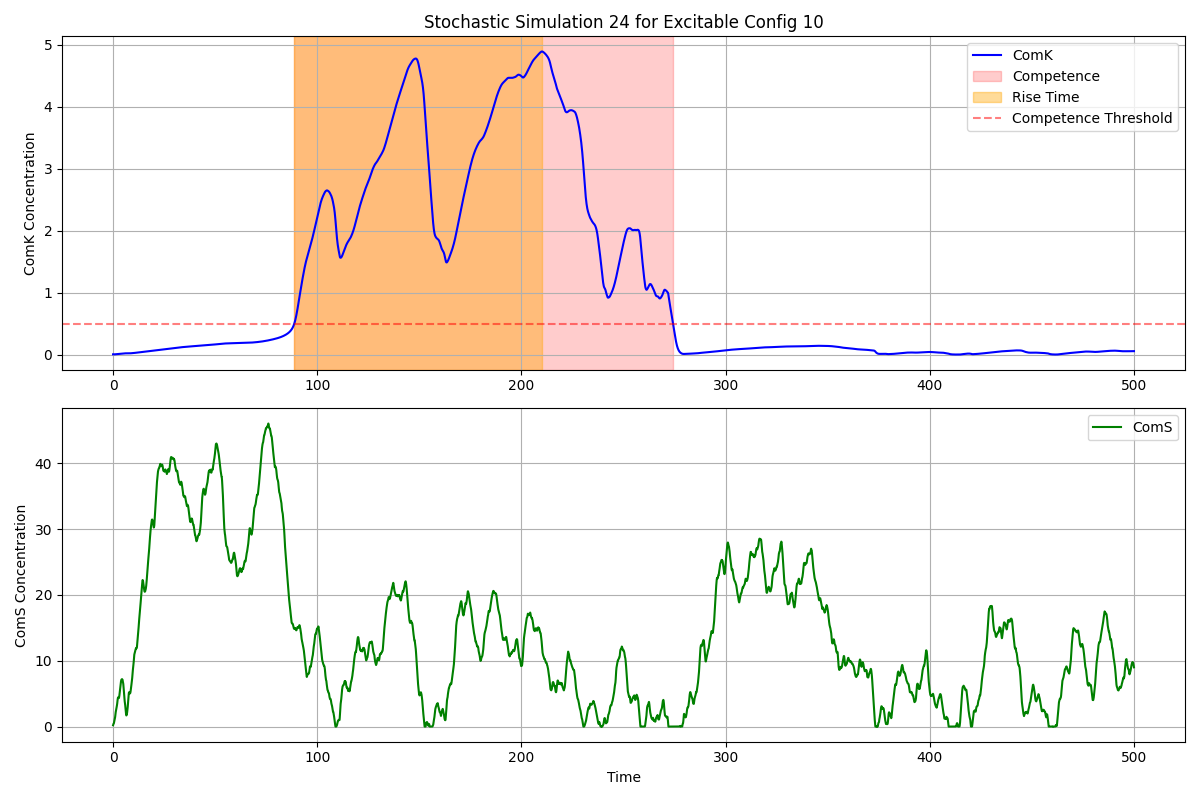 Stochastic Simulation 24 for Excitable Config 10
ComK Concentration
5
4
3
2
1
0
ComK
Competence
Rise Time
Competence Threshold
0 100 200 300 400 500
ComS Concentration
40
30
20
10
0
ComS
0 100 200 300 400 500
Time